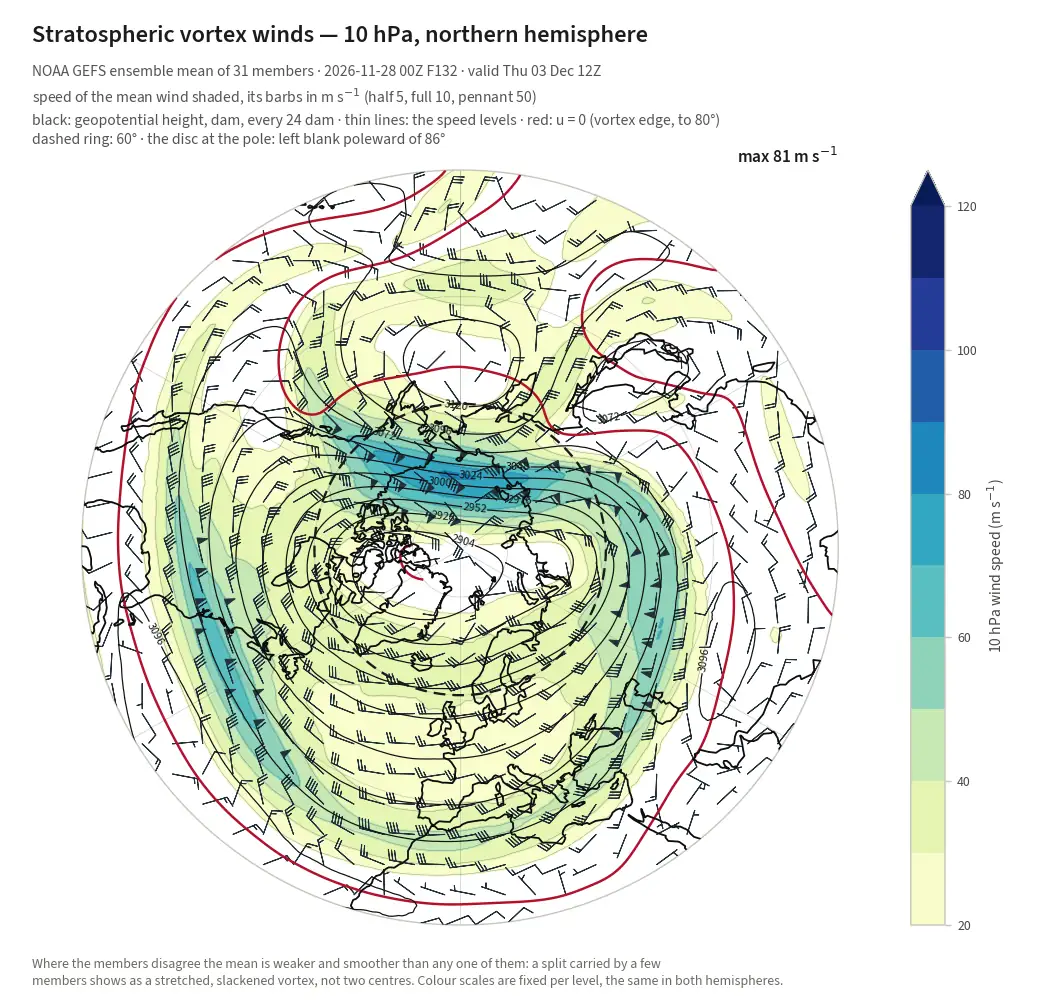 Stratospheric vortex winds — 10 hPa, northern hemisphere
NOAA GEFS ensemble mean of 31 members · 2026-11-28 00Z F132 · valid Thu 03 Dec 12Z
speed of the mean wind shaded, its barbs in m s⁻¹ (half 5, full 10, pennant 50)
black: geopotential height, dam, every 24 dam · thin lines: the speed levels · red: u = 0 (vortex edge, to 80°)
dashed ring: 60° · the disc at the pole: left blank poleward of 86°
max 81 m s⁻¹
120
100
80
60
40
20
10 hPa wind speed (m s⁻¹)
3120
3072
3024
3000
2952
2904
3096
3096
Where the members disagree the mean is weaker and smoother than any one of them: a split carried by a few
members shows as a stretched, slackened vortex, not two centres. Colour scales are fixed per level, the same in both hemispheres.